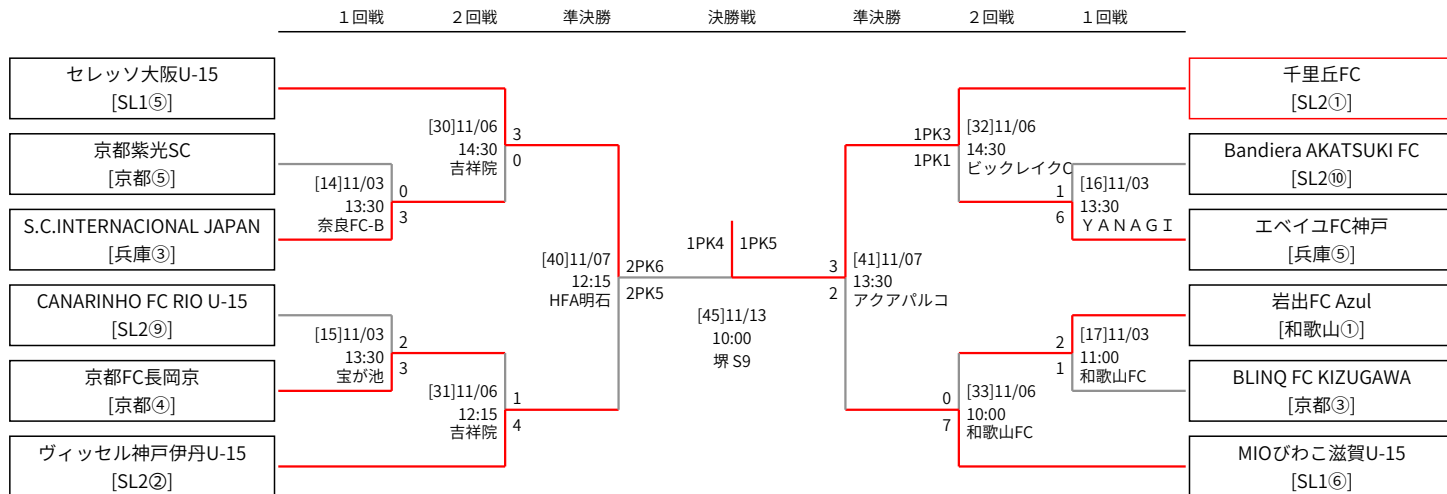 １回戦 ２回戦 準決勝 決勝戦 準決勝 ２回戦 １回戦
セレッソ大阪U-15
[SL1⑤]
京都紫光SC
[京都⑤]
S.C.INTERNACIONAL JAPAN
[兵庫③]
CANARINHO FC RIO U-15
[SL2⑨]
京都FC長岡京
[京都④]
ヴィッセル神戸伊丹U-15
[SL2②]
[14]11/03
13:30
奈良FC-B
0
3
[15]11/03
13:30
宝が池
2
3
[30]11/06
14:30
吉祥院
3
0
[31]11/06
12:15
吉祥院
1
4
[40]11/07
12:15
HFA明石
2PK6
2PK5
1PK4 1PK5
[45]11/13
10:00
堺 S9
3
2
[41]11/07
13:30
アクアパルコ
1PK3
1PK1
[32]11/06
14:30
ビックレイクC
0
7
[33]11/06
10:00
和歌山FC
1
6
[16]11/03
13:30
ＹＡＮＡＧＩ
2
1
[17]11/03
11:00
和歌山FC
千里丘FC
[SL2①]
Bandiera AKATSUKI FC
[SL2⑩]
エベイユFC神戸
[兵庫⑤]
岩出FC Azul
[和歌山①]
BLINQ FC KIZUGAWA
[京都③]
MIOびわこ滋賀U-15
[SL1⑥]